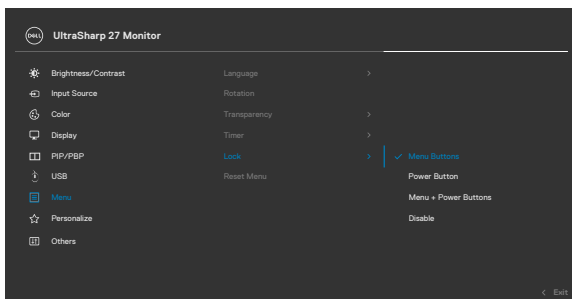 DELL UltraSharp 27 Monitor
Brightness/Contrast Language >
Input Source Rotation
Color Transparency >
Display Timer >
PIP/PBP Lock > ✓ Menu Buttons
USB Reset Menu Power Button
Menu Menu + Power Buttons
Personalize Disable
Others
< Exit